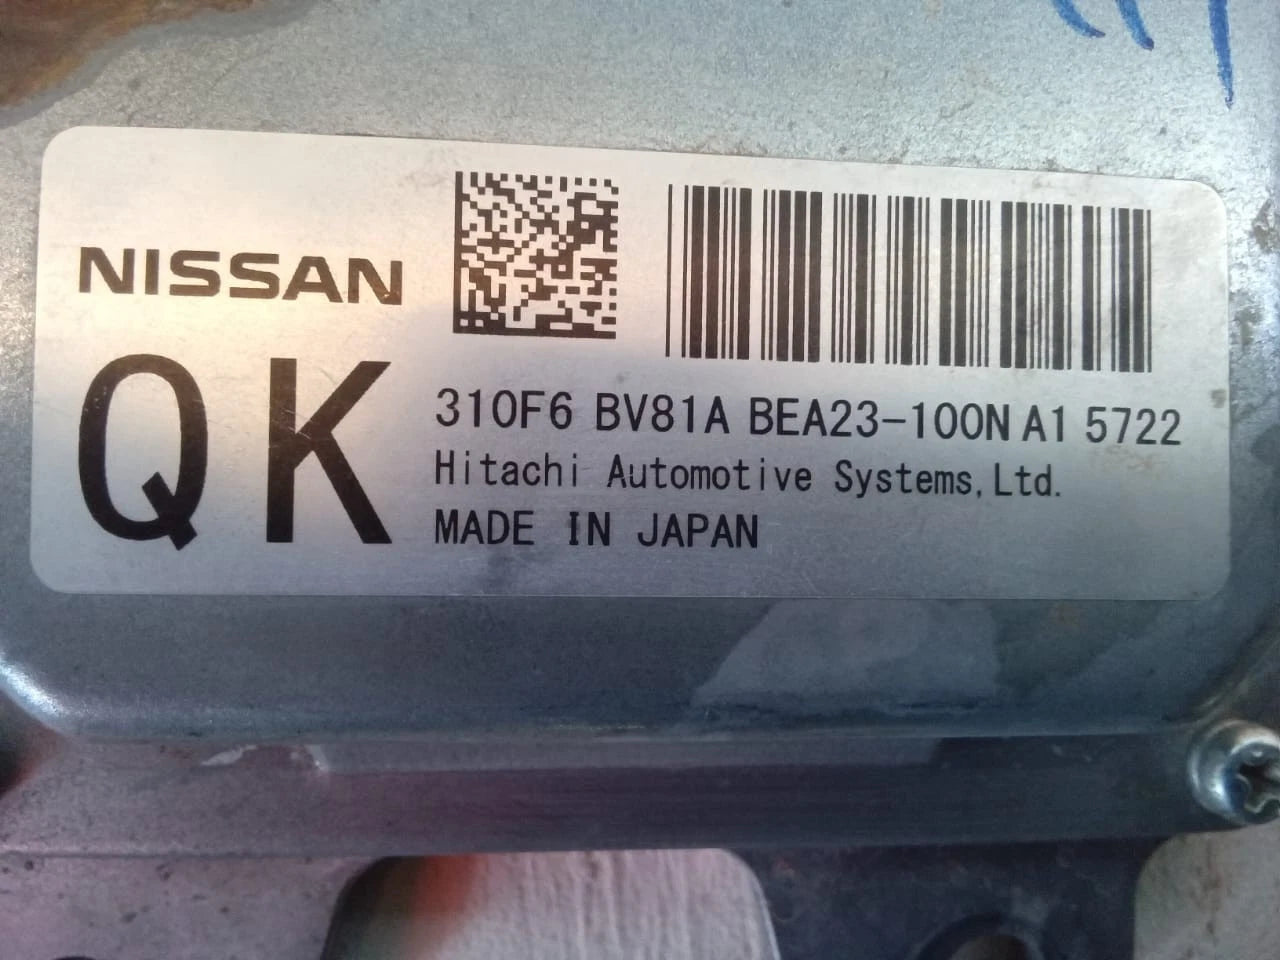 NISSAN
QK
310F6 BV81A BEA23-100N A1 5722
Hitachi Automotive Systems,Ltd.
MADE IN JAPAN